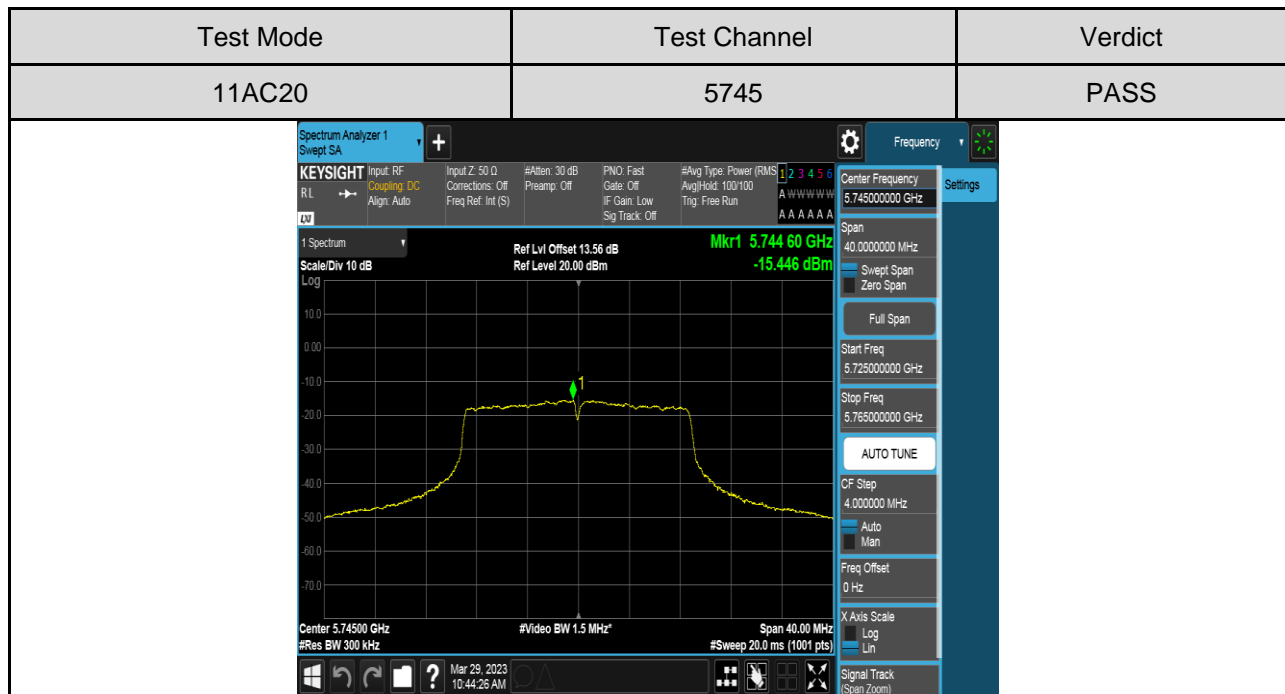 Test Mode Test Channel Verdict
11AC20 5745 PASS
Spectrum Analyzer 1
Swept SA
+
Frequency
KEYSIGHT
RL
LXI
Input: RF
Coupling: DC
Align: Auto
Input Z: 50 Ω
Corrections: Off
Freq Ref: Int (S)
#Atten: 30 dB
Preamp: Off
PNO: Fast
Gate: Off
IF Gain: Low
Sig Track: Off
#Avg Type: Power (RMS
Avg|Hold: 100/100
Trig: Free Run
1 2 3 4 5 6
A W W W W W
A A A A A A
1 Spectrum
Scale/Div 10 dB
Log
Ref Lvl Offset 13.56 dB
Ref Level 20.00 dBm
Mkr1 5.744 60 GHz
-15.446 dBm
10.0
0.00
-10.0
1
-20.0
-30.0
-40.0
-50.0
-60.0
-70.0
Center 5.74500 GHz #Video BW 1.5 MHz* Span 40.00 MHz
#Res BW 300 kHz #Sweep 20.0 ms (1001 pts)
?
Mar 29, 2023
10:44:26 AM
Center Frequency
5.745000000 GHz
Settings
Span
40.0000000 MHz
Swept Span
Zero Span
Full Span
Start Freq
5.725000000 GHz
Stop Freq
5.765000000 GHz
AUTO TUNE
CF Step
4.000000 MHz
Auto
Man
Freq Offset
0 Hz
X Axis Scale
Log
Lin
Signal Track
(Span Zoom)